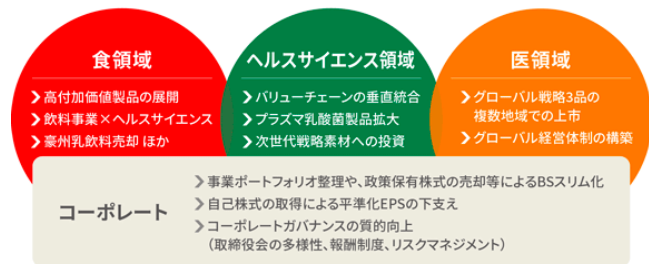 食領域
高付加価値製品の展開
飲料事業×ヘルスサイエンス
豪州乳飲料売却 ほか
ヘルスサイエンス領域
バリューチェーンの垂直統合
プラズマ乳酸菌製品拡大
次世代戦略素材への投資
医領域
グローバル戦略3品の
複数地域での上市
グローバル経営体制の構築
コーポレート
事業ポートフォリオ整理や、政策保有株式の売却等によるBSスリム化
自己株式の取得による平準化EPSの下支え
コーポレートガバナンスの質的向上
（取締役会の多様性、報酬制度、リスクマネジメント）